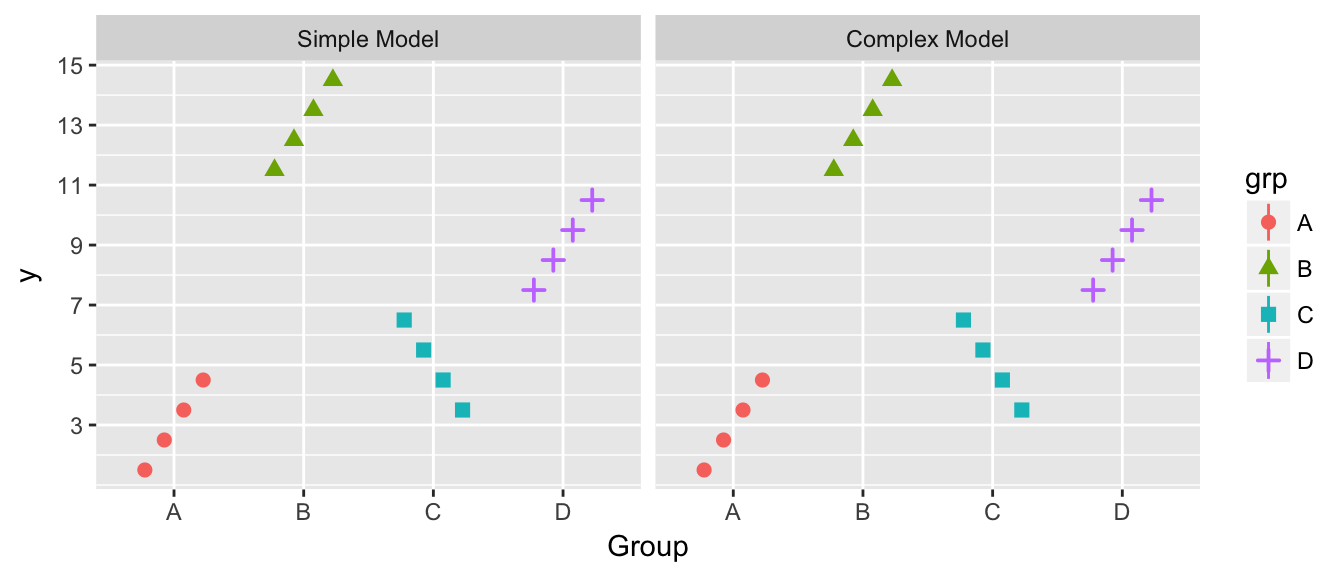 Simple Model
Complex Model
15
13
11
9
7
5
3
y
A B C D
A B C D
Group
grp
A
B
C
D